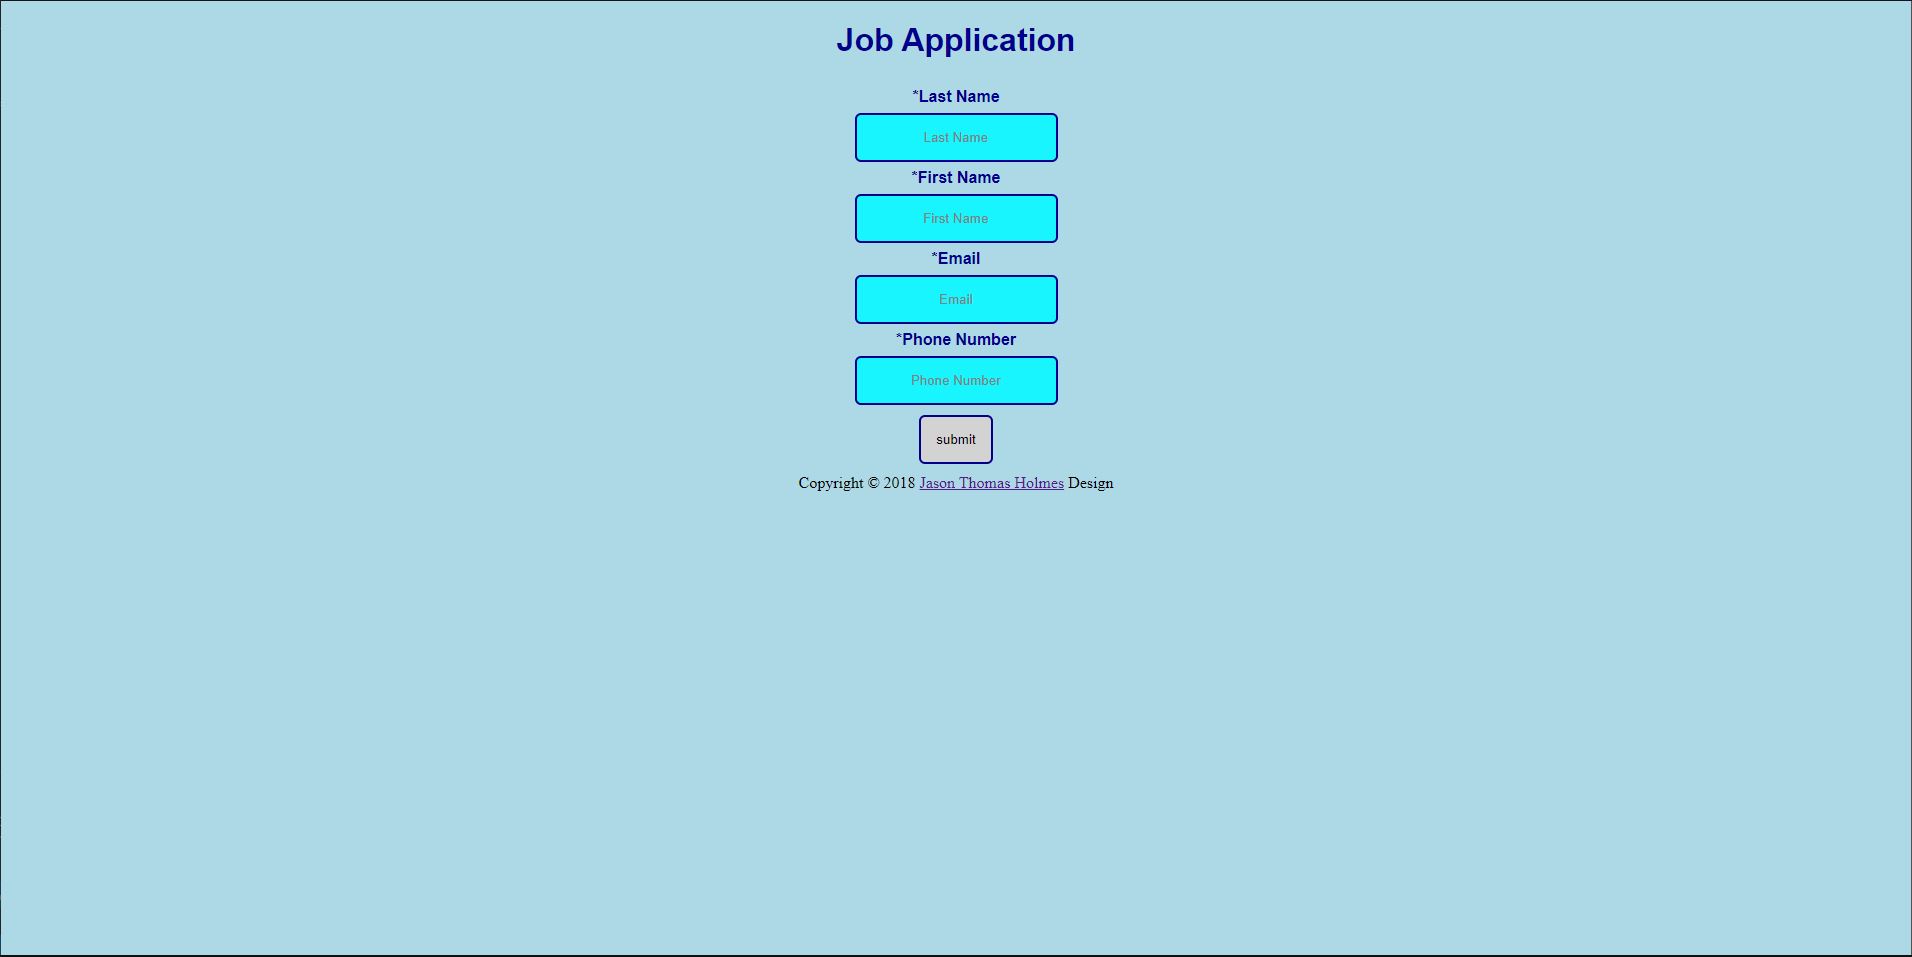 Job Application
*Last Name
Last Name
*First Name
First Name
*Email
Email
*Phone Number
Phone Number
submit
Copyright © 2018 Jason Thomas Holmes Design